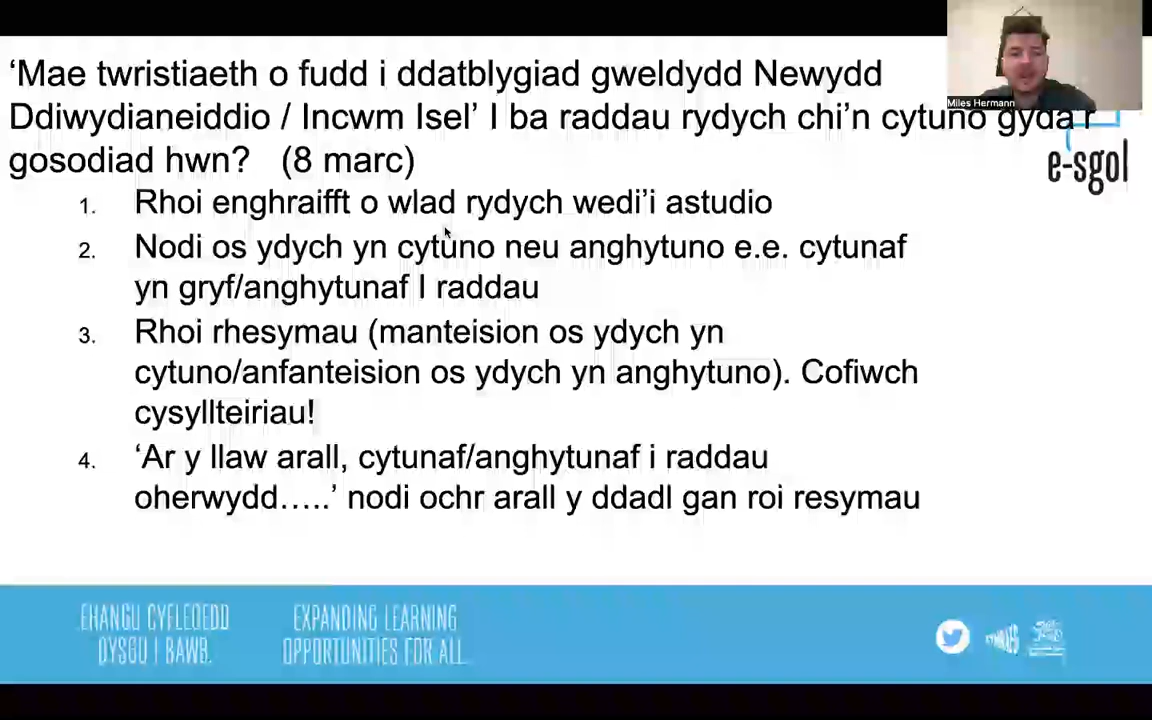 ‘Mae twristiaeth o fudd i ddatblygiad gweldydd Newydd
Ddiwydianeiddio / Incwm Isel’ I ba raddau rydych chi’n cytuno gyda’r
gosodiad hwn? (8 marc)
1. Rhoi enghraifft o wlad rydych wedi’i astudio
2. Nodi os ydych yn cytuno neu anghytuno e.e. cytunaf
yn gryf/anghytunaf I raddau
3. Rhoi rhesymau (manteision os ydych yn
cytuno/anfanteision os ydych yn anghytuno). Cofiwch
cysyllteiriau!
4. ‘Ar y llaw arall, cytunaf/anghytunaf i raddau
oherwydd…..’ nodi ochr arall y ddadl gan roi resymau
Miles Hermann
e-sgol
EHANGU CYFLEOEDD
DYSGU I BAWB.
EXPANDING LEARNING
OPPORTUNITIES FOR ALL.